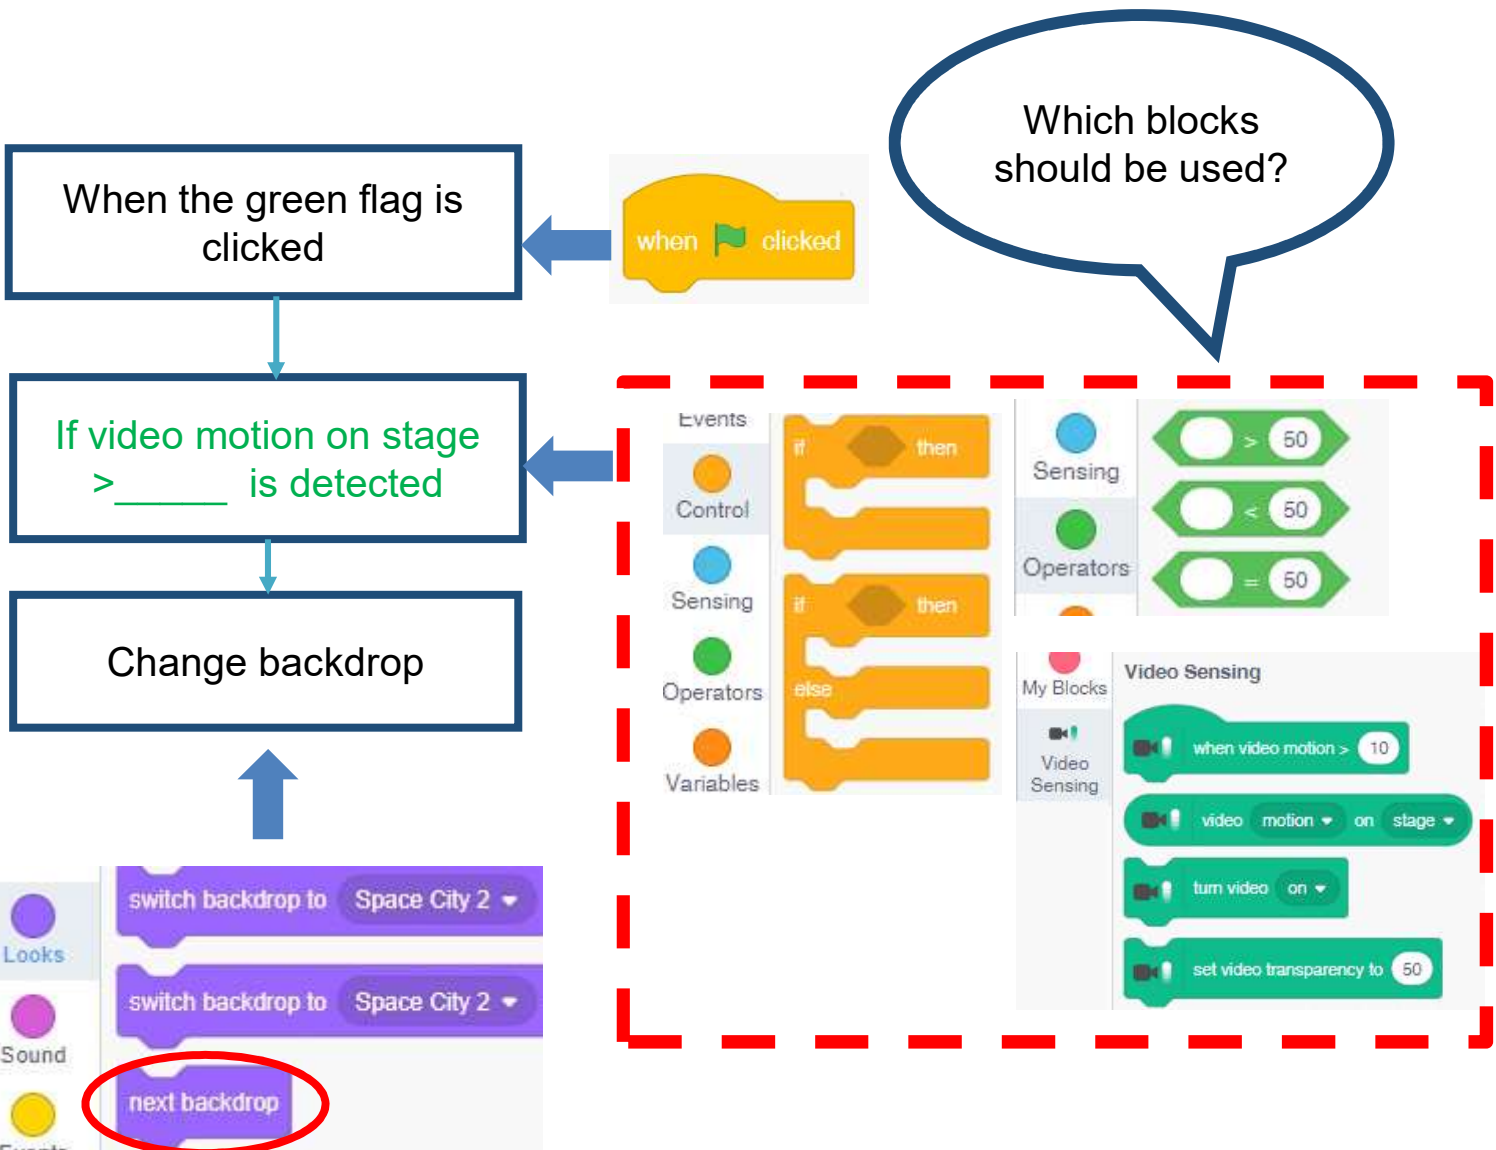 Which blocks
should be used?
When the green flag is
clicked
when clicked
If video motion on stage
>_____ is detected
Change backdrop
Events
Control
Sensing
Operators
Variables
if then
if then
else
Sensing
Operators
> 50
< 50
= 50
My Blocks
Video
Sensing
Video Sensing
when video motion > 10
video motion on stage
turn video on
set video transparency to 50
Looks
Sound
Events
switch backdrop to Space City 2
switch backdrop to Space City 2
next backdrop